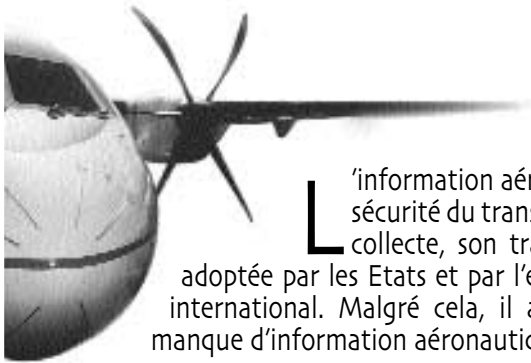 L'information aér
sécurité du trans
collecte, son tra
adoptée par les Etats et par l'é
international. Malgré cela, il a
manque d'information aéronauti